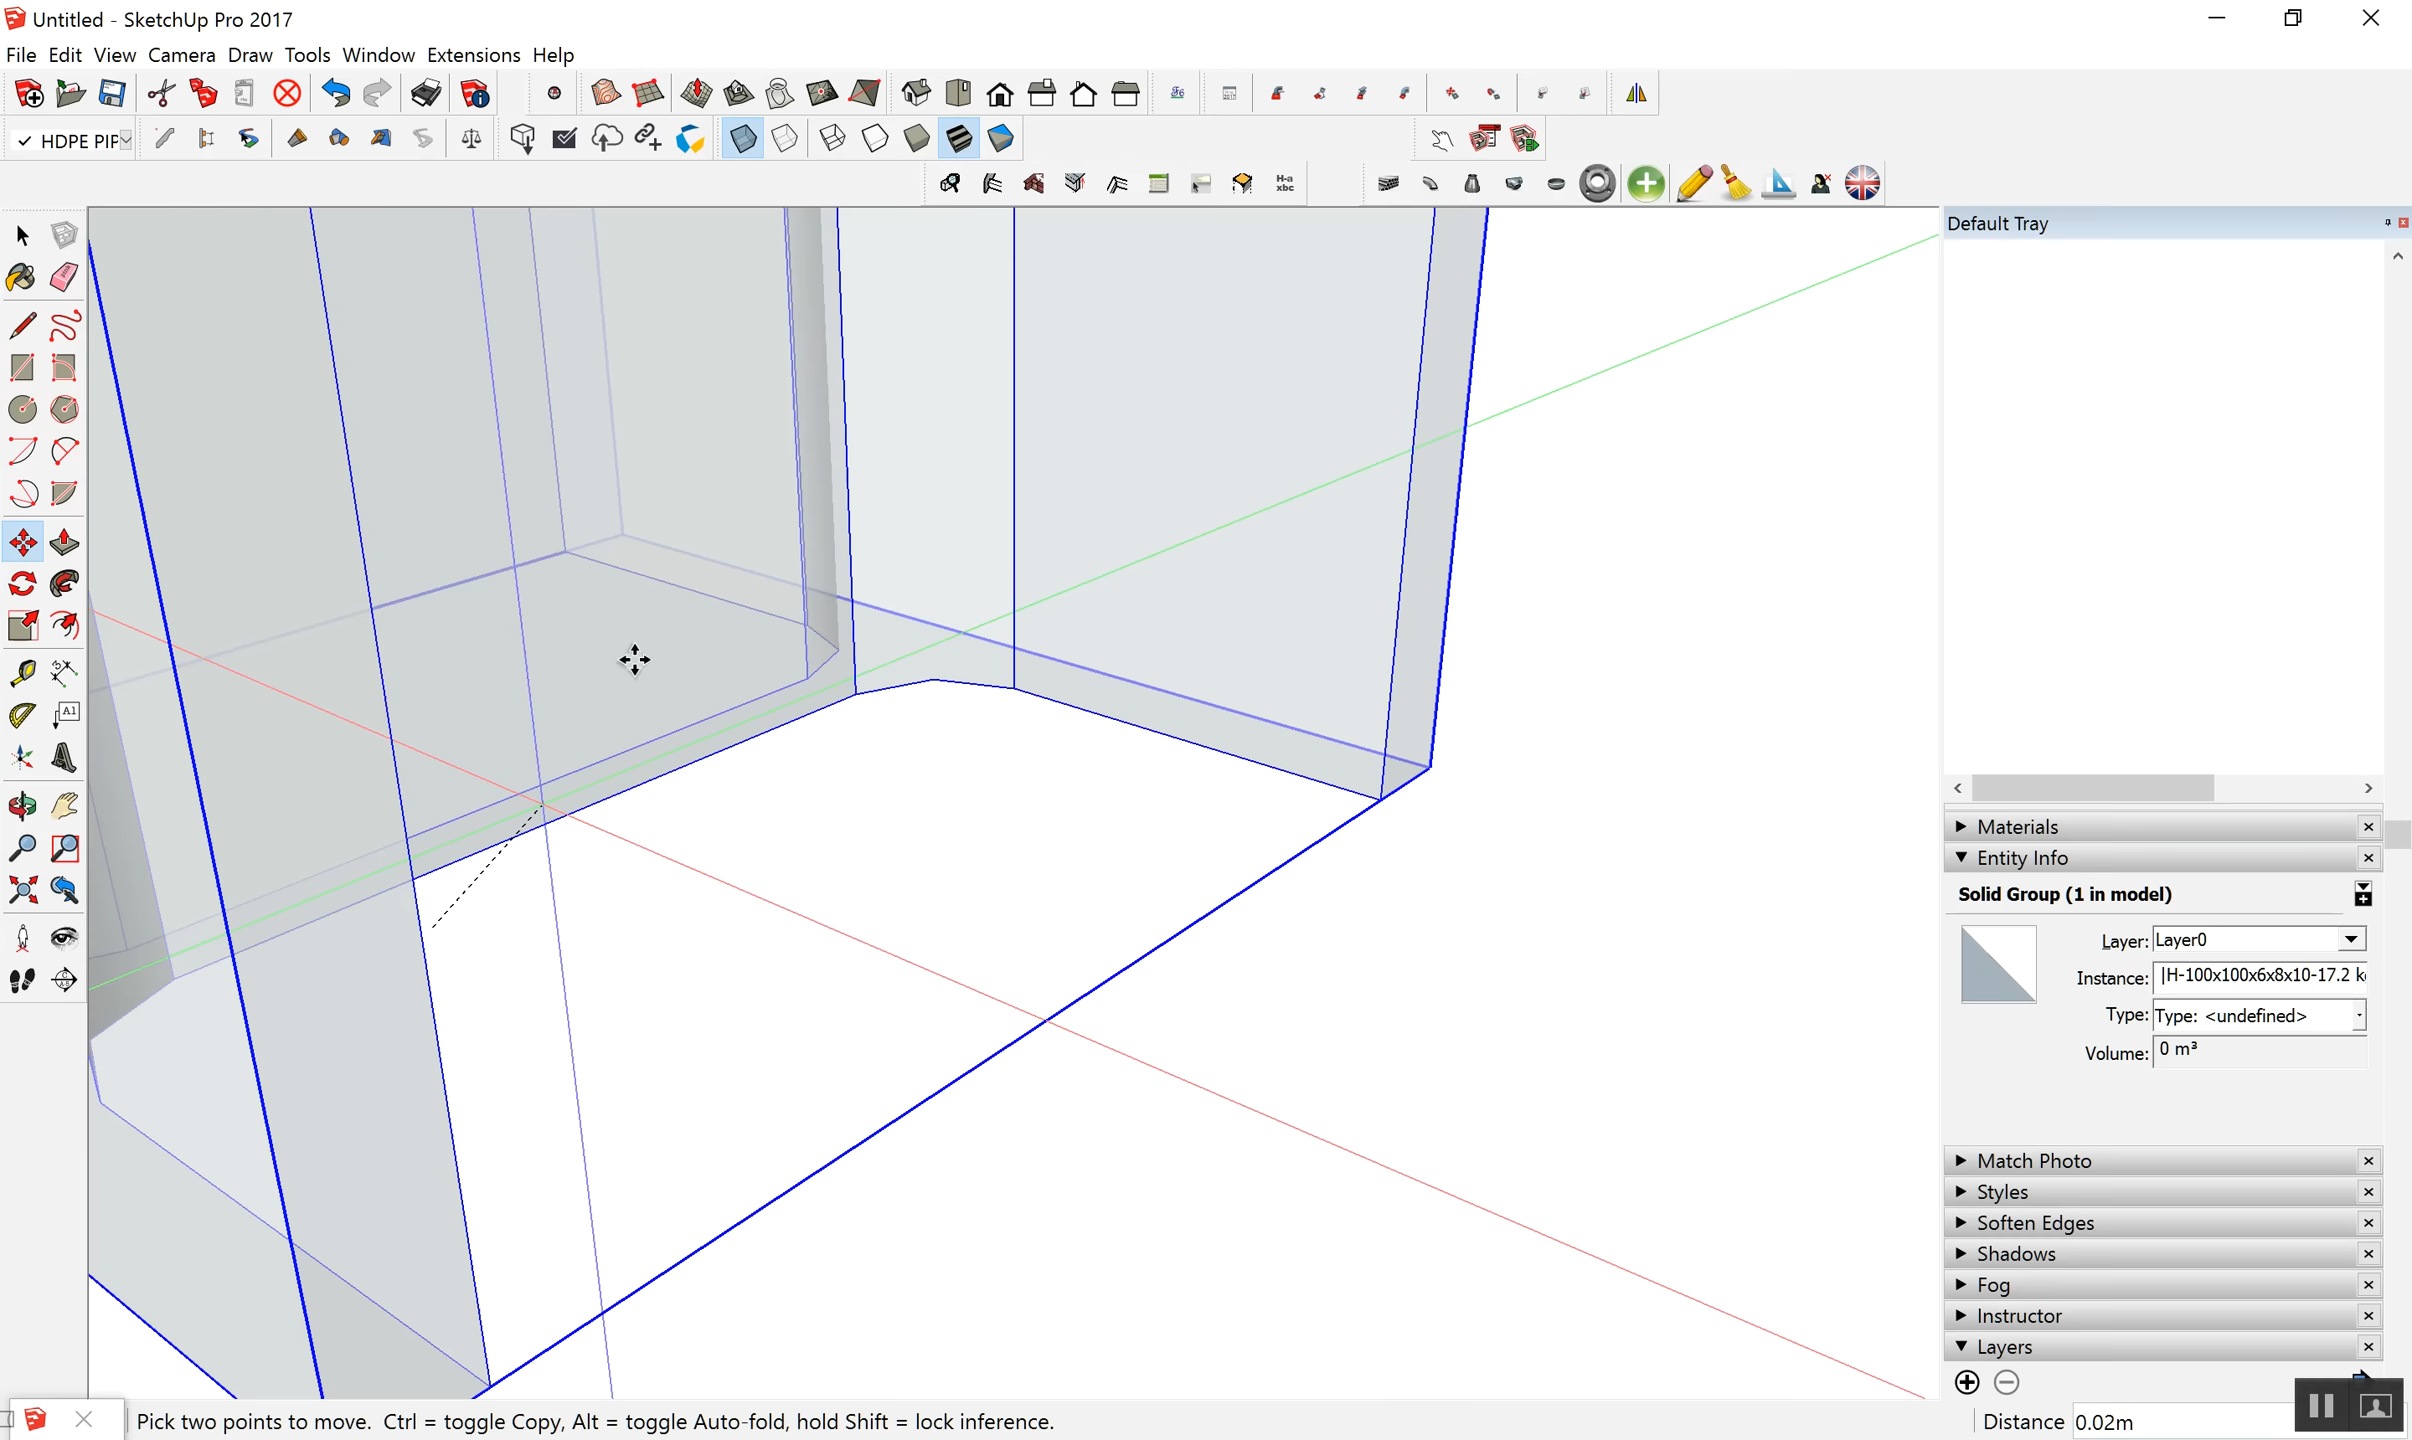 Untitled - SketchUp Pro 2017
File Edit View Camera Draw Tools Window Extensions Help
✓ HDPE PIF
H-a
xbc
Default Tray
A1
Materials
Entity Info
Solid Group (1 in model)
Layer: Layer0
Instance: |H-100x100x6x8x10-17.2 k
Type: Type: <undefined>
Volume: 0 m³
Match Photo
Styles
Soften Edges
Shadows
Fog
Instructor
Layers
Pick two points to move. Ctrl = toggle Copy, Alt = toggle Auto-fold, hold Shift = lock inference.
Distance 0.02m